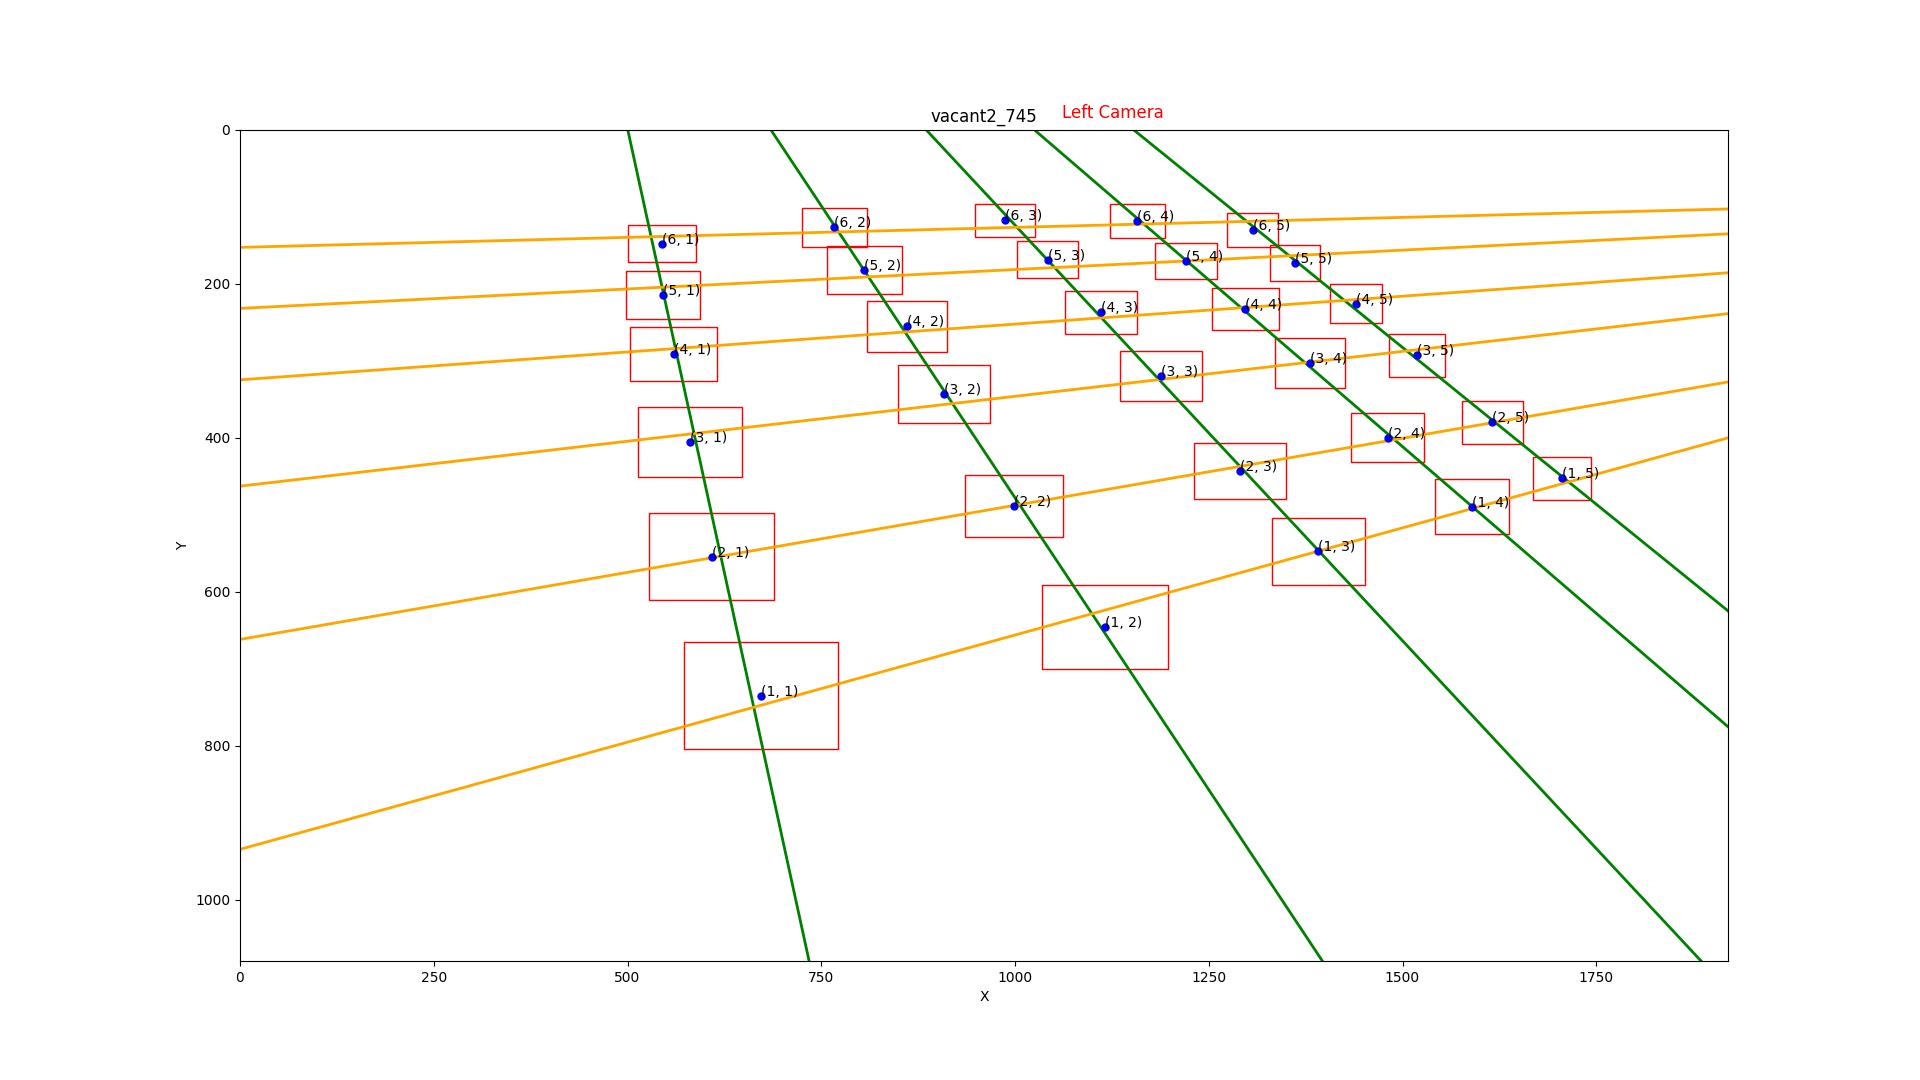 vacant2_745 Left Camera
0
200
400
600
800
1000
Y
(6, 1) (6, 2) (6, 3) (6, 4) (6, 5)
(5, 1) (5, 2) (5, 3) (5, 4) (5, 5)
(4, 1) (4, 2) (4, 3) (4, 4) (4, 5)
(3, 1) (3, 2) (3, 3) (3, 4) (3, 5)
(2, 1) (2, 2) (2, 3) (2, 4) (2, 5)
(1, 1) (1, 2) (1, 3) (1, 4) (1, 5)
0 250 500 750 1000 1250 1500 1750
X